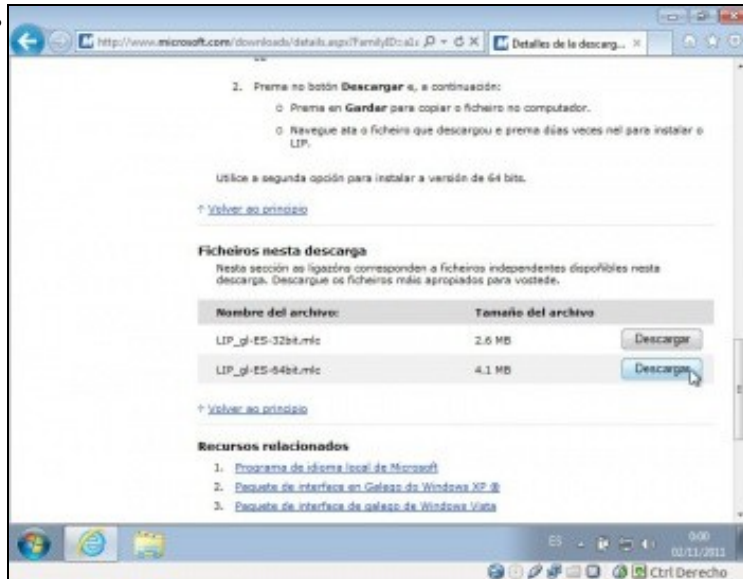 http://www.microsoft.com/downloads/details.aspx?FamilyID=a1
Detalles de la descarg...
2. Prema no botón Descargar e, a continuación:
Prema en Gardar para copiar o ficheiro no computador.
Navegue ata o ficheiro que descargou e prema dúas veces nel para instalar o
LIP.
Utilice a segunda opción para instalar a versión de 64 bits.
↑ Volver ao principio
Ficheiros nesta descarga
Nesta sección as ligazóns corresponden a ficheiros independentes dispoñibles nesta
descarga. Descargue os ficheiros máis apropiados para vostede.
Nombre del archivo: Tamaño del archivo
LIP_gl-ES-32bit.mlc 2.6 MB Descargar
LIP_gl-ES-64bit.mlc 4.1 MB Descargar
↑ Volver ao principio
Recursos relacionados
1. Programa de idioma local de Microsoft
2. Paquete de interface en Galego do Windows XP ®
3. Paquete de interface de galego de Windows Vista
ES 0:00
02/11/2011
Ctrl Derecho